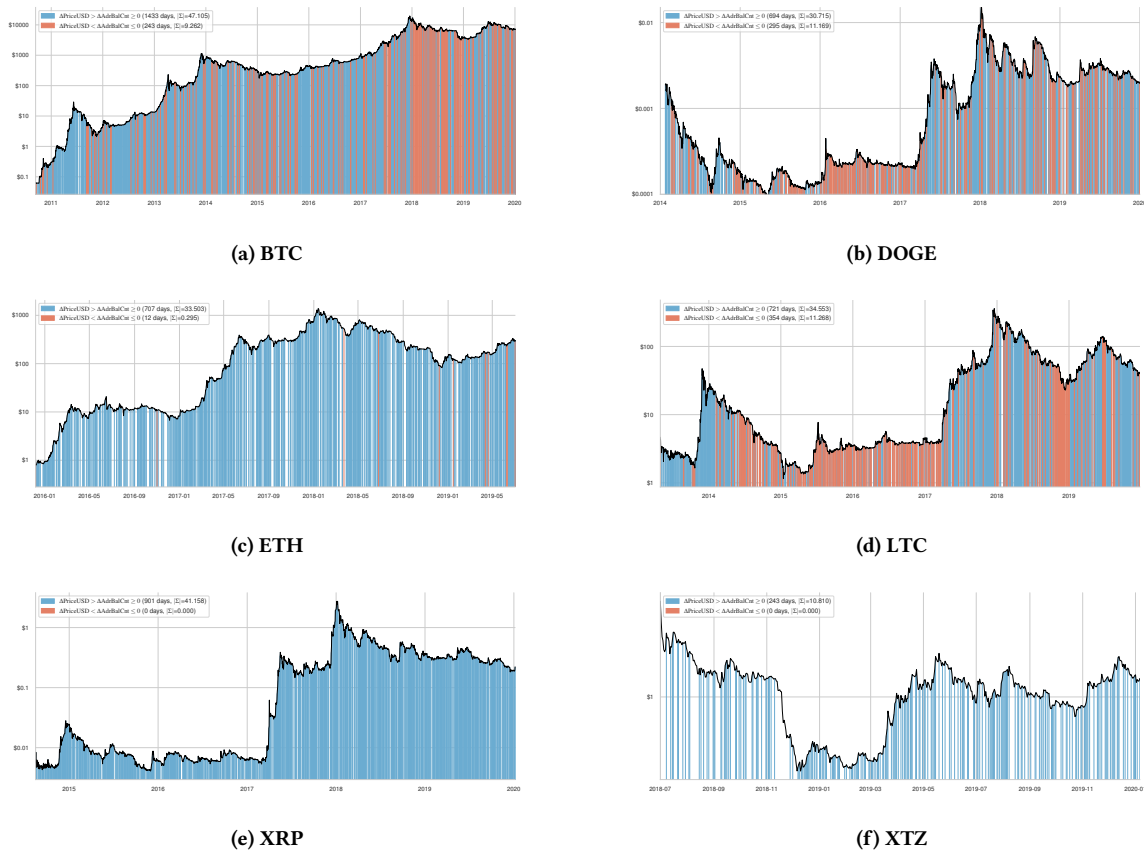 ΔPriceUSD > ΔAdrBalCnt ≥ 0 (1433 days, |Σ|=47.105)
ΔPriceUSD < ΔAdrBalCnt ≤ 0 (243 days, |Σ|=9.262)
$10000
$1000
$100
$10
$1
$0.1
2011 2012 2013 2014 2015 2016 2017 2018 2019 2020
(a) BTC
ΔPriceUSD > ΔAdrBalCnt ≥ 0 (694 days, |Σ|=30.715)
ΔPriceUSD < ΔAdrBalCnt ≤ 0 (295 days, |Σ|=11.169)
$0.01
$0.001
$0.0001
2014 2015 2016 2017 2018 2019 2020
(b) DOGE
ΔPriceUSD > ΔAdrBalCnt ≥ 0 (707 days, |Σ|=33.503)
ΔPriceUSD < ΔAdrBalCnt ≤ 0 (12 days, |Σ|=0.295)
$1000
$100
$10
$1
2016-01 2016-05 2016-09 2017-01 2017-05 2017-09 2018-01 2018-05 2018-09 2019-01 2019-05
(c) ETH
ΔPriceUSD > ΔAdrBalCnt ≥ 0 (721 days, |Σ|=34.553)
ΔPriceUSD < ΔAdrBalCnt ≤ 0 (354 days, |Σ|=11.268)
$100
$10
$1
2014 2015 2016 2017 2018 2019
(d) LTC
ΔPriceUSD > ΔAdrBalCnt ≥ 0 (901 days, |Σ|=41.158)
ΔPriceUSD < ΔAdrBalCnt ≤ 0 (0 days, |Σ|=0.000)
$1
$0.1
$0.01
2015 2016 2017 2018 2019 2020
(e) XRP
ΔPriceUSD > ΔAdrBalCnt ≥ 0 (243 days, |Σ|=10.810)
ΔPriceUSD < ΔAdrBalCnt ≤ 0 (0 days, |Σ|=0.000)
$1
2018-07 2018-09 2018-11 2019-01 2019-03 2019-05 2019-07 2019-09 2019-11 2020-0
(f) XTZ